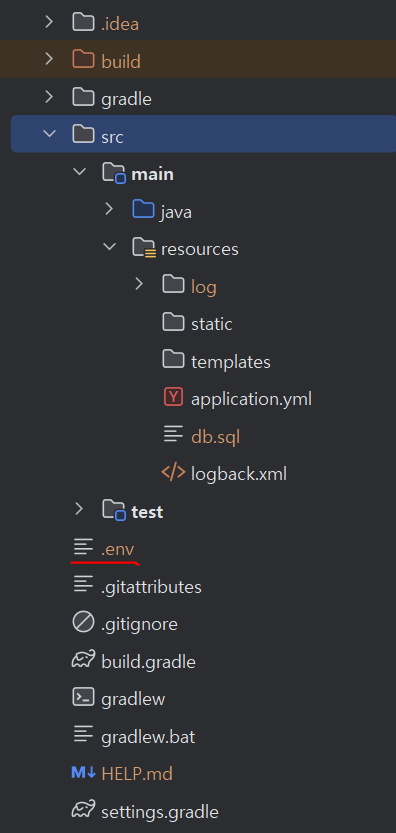 .idea
build
gradle
src
main
java
resources
log
static
templates
Y application.yml
db.sql
</> logback.xml
test
.env
.gitattributes
.gitignore
build.gradle
gradlew
gradlew.bat
M↓ HELP.md
settings.gradle